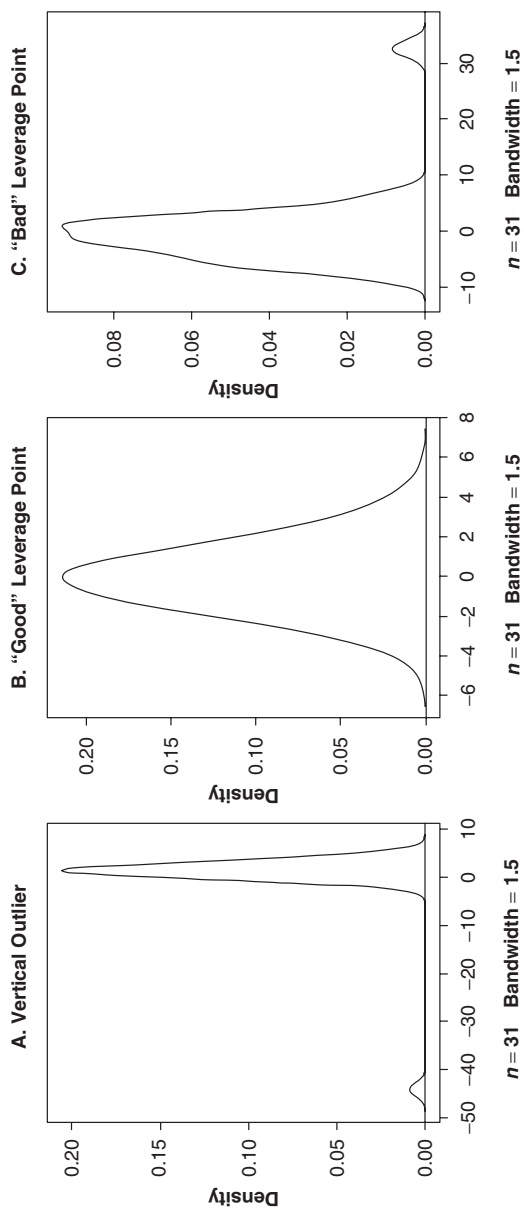 A. Vertical Outlier
Density
0.20
0.15
0.10
0.05
0.00
−50 −40 −30 −20 −10 0 10
n = 31 Bandwidth = 1.5
B. “Good” Leverage Point
Density
0.20
0.15
0.10
0.05
0.00
−6 −4 −2 0 2 4 6 8
n = 31 Bandwidth = 1.5
C. “Bad” Leverage Point
Density
0.08
0.06
0.04
0.02
0.00
−10 0 10 20 30
n = 31 Bandwidth = 1.5